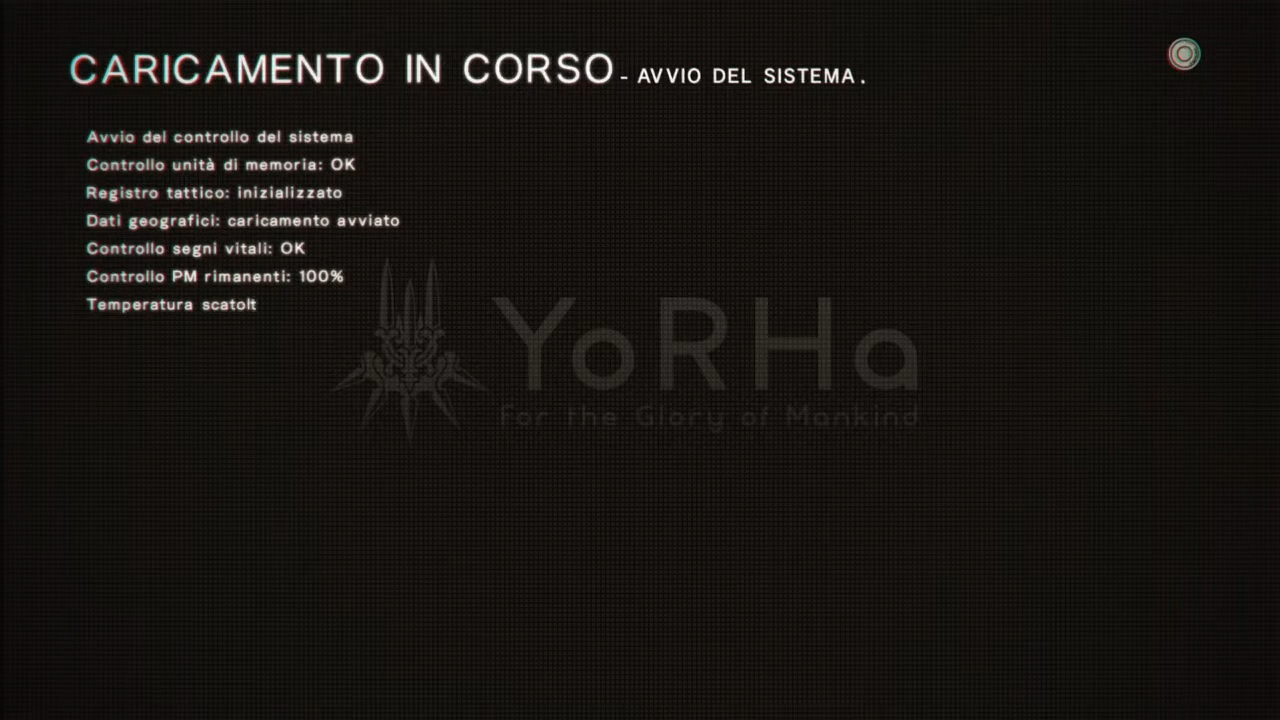 CARICAMENTO IN CORSO - AVVIO DEL SISTEMA.
Avvio del controllo del sistema
Controllo unità di memoria: OK
Registro tattico: inizializzato
Dati geografici: caricamento avviato
Controllo segni vitali: OK
Controllo PM rimanenti: 100%
Temperatura scatolt
YoRHa
For the Glory of Mankind